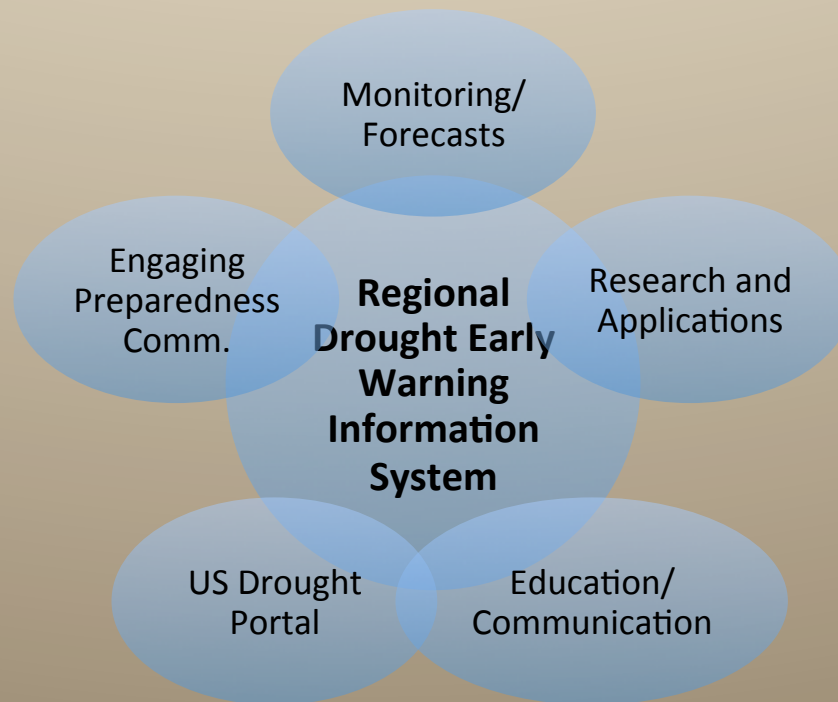 Monitoring/
Forecasts
Engaging
Preparedness
Comm.
Regional
Drought Early
Warning
Information
System
Research and
Applications
US Drought
Portal
Education/
Communication